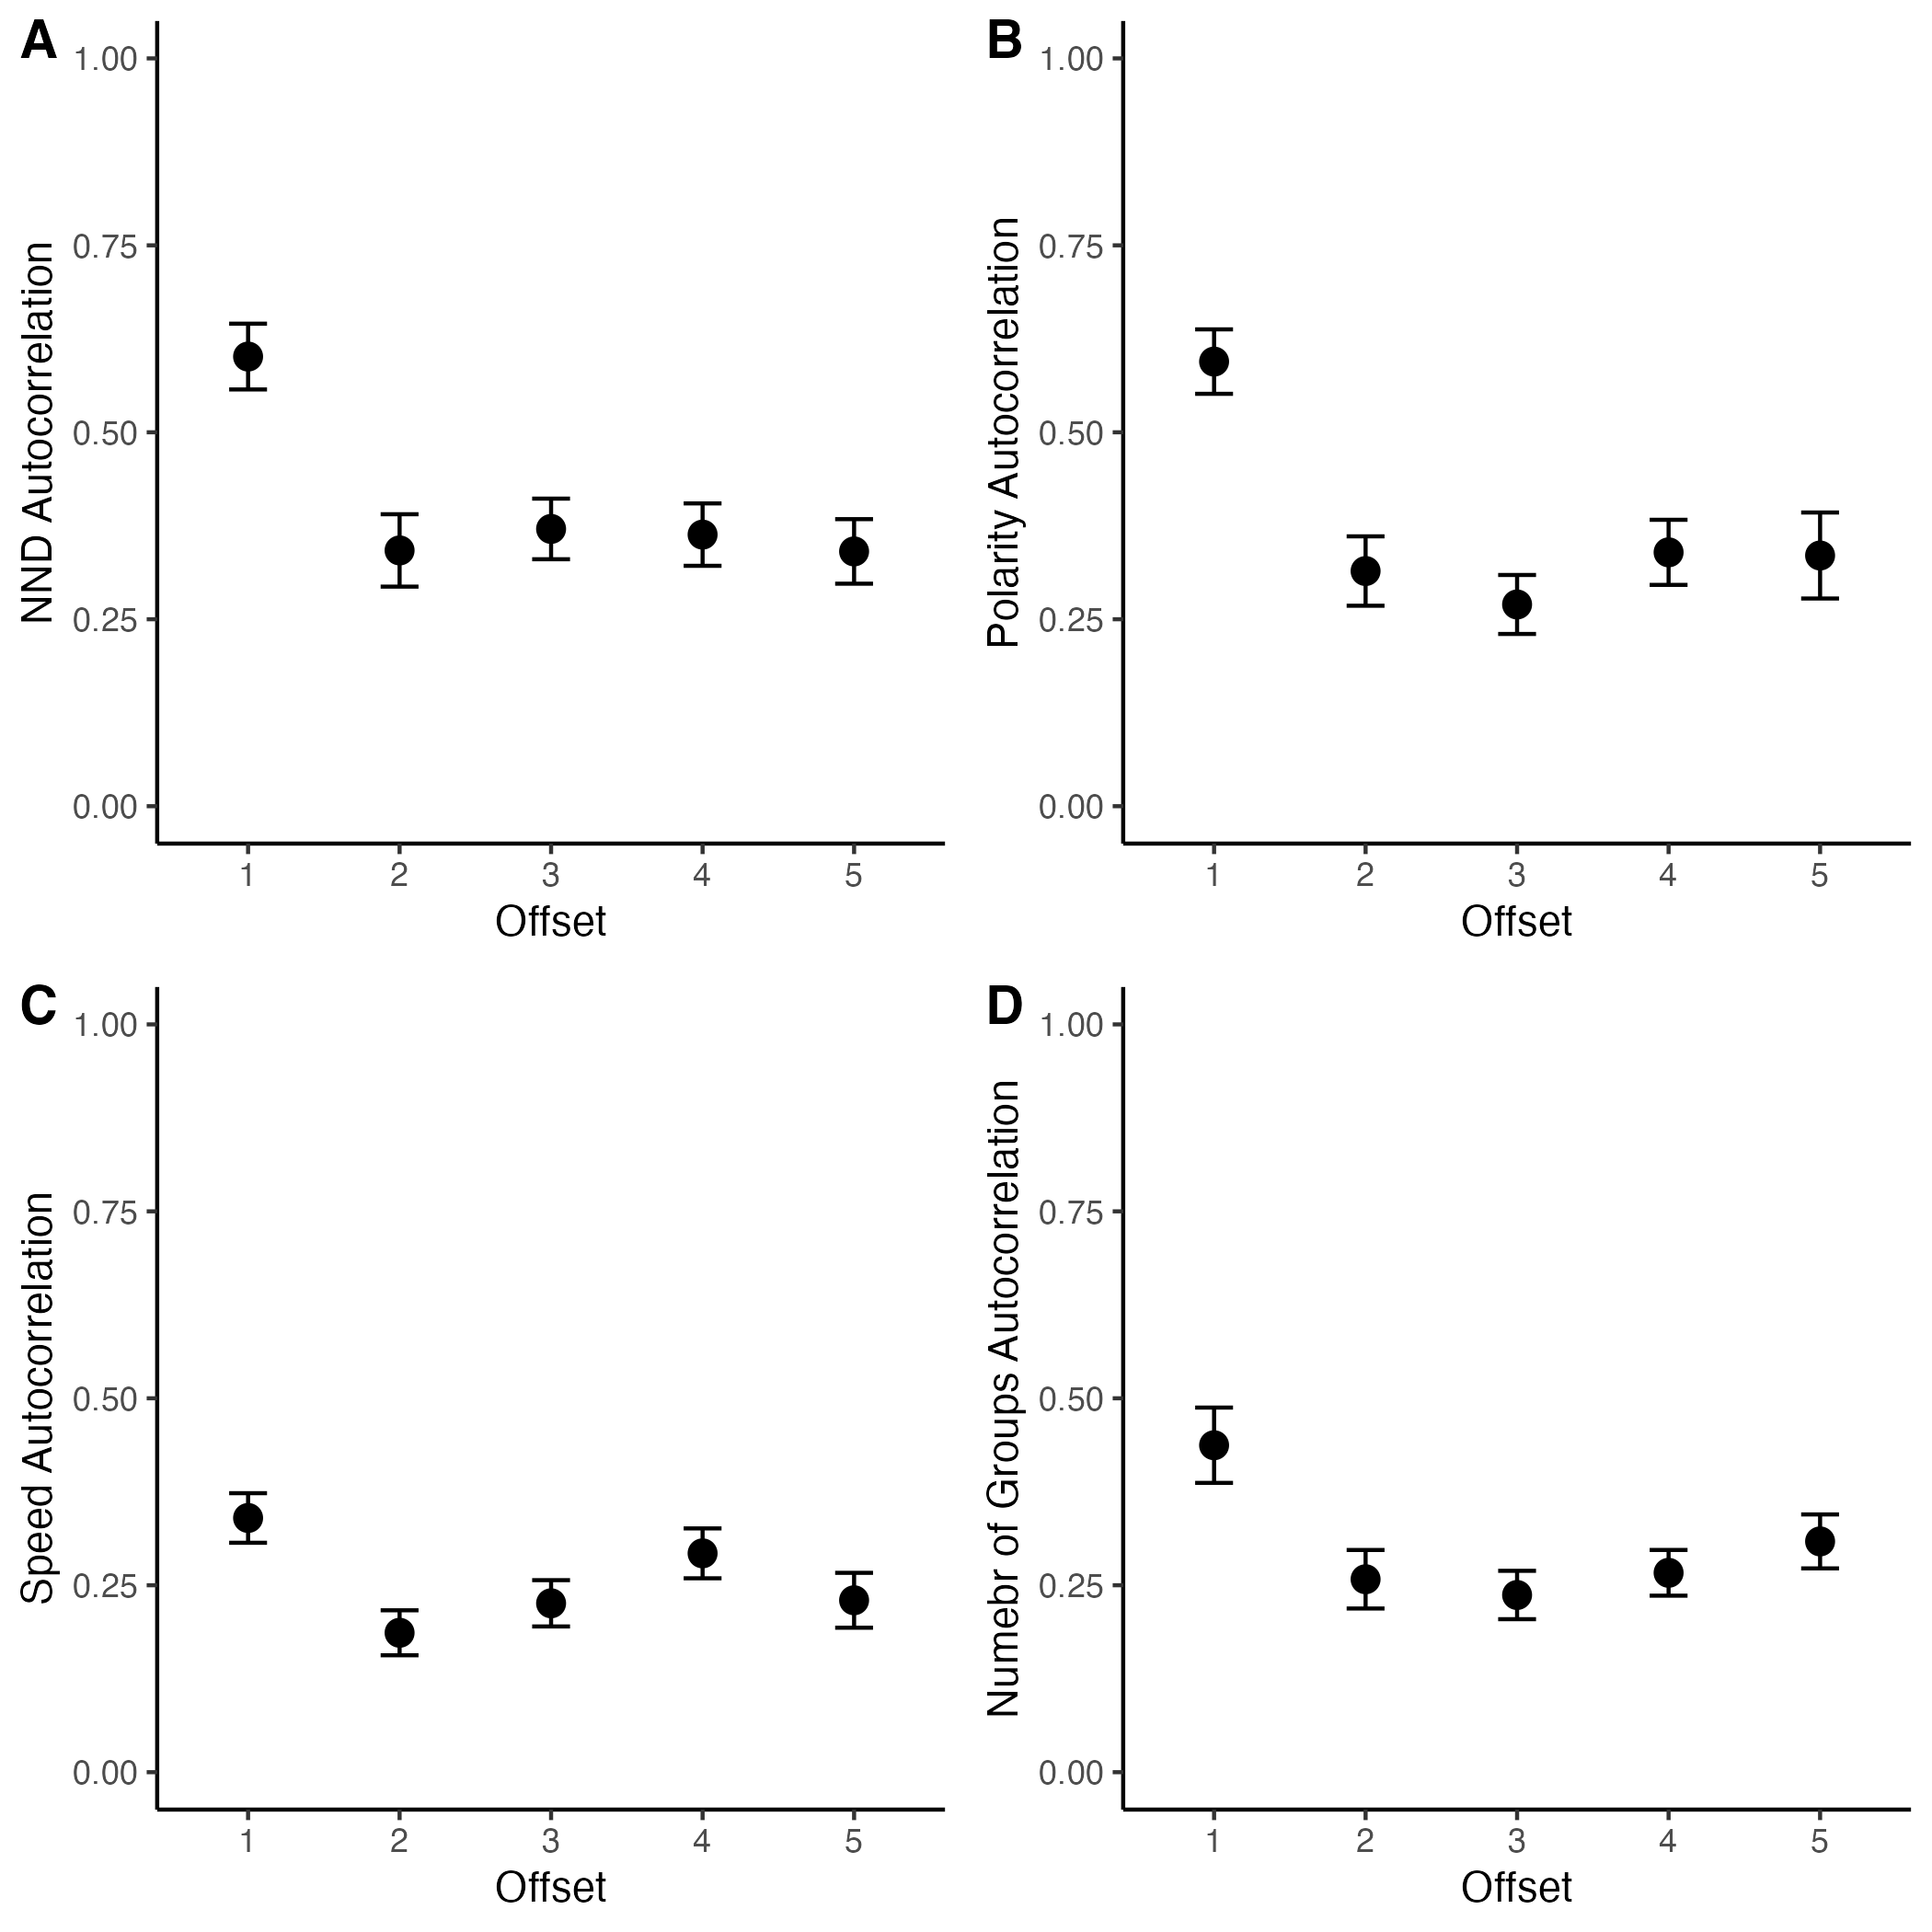 A
1.00
0.75
0.50
0.25
0.00
NND Autocorrelation
1 2 3 4 5
Offset
B
1.00
0.75
0.50
0.25
0.00
Polarity Autocorrelation
1 2 3 4 5
Offset
C
1.00
0.75
0.50
0.25
0.00
Speed Autocorrelation
1 2 3 4 5
Offset
D
1.00
0.75
0.50
0.25
0.00
Numebr of Groups Autocorrelation
1 2 3 4 5
Offset